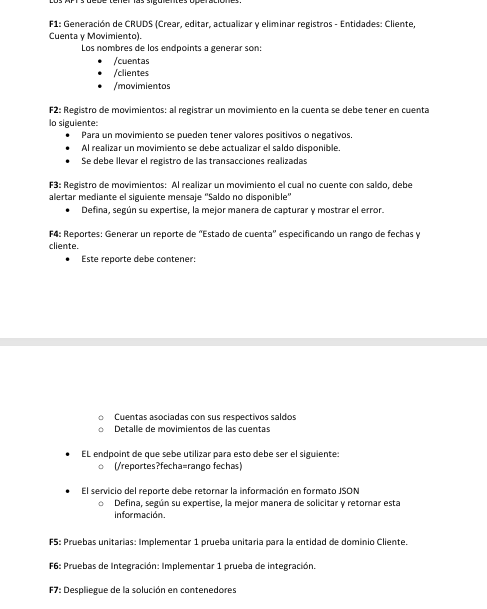 Los API's debe tener las siguientes operaciones:
F1: Generación de CRUDS (Crear, editar, actualizar y eliminar registros - Entidades: Cliente,
Cuenta y Movimiento).
Los nombres de los endpoints a generar son:
• /cuentas
• /clientes
• /movimientos
F2: Registro de movimientos: al registrar un movimiento en la cuenta se debe tener en cuenta
lo siguiente:
• Para un movimiento se pueden tener valores positivos o negativos.
• Al realizar un movimiento se debe actualizar el saldo disponible.
• Se debe llevar el registro de las transacciones realizadas
F3: Registro de movimientos: Al realizar un movimiento el cual no cuente con saldo, debe
alertar mediante el siguiente mensaje “Saldo no disponible”
• Defina, según su expertise, la mejor manera de capturar y mostrar el error.
F4: Reportes: Generar un reporte de “Estado de cuenta” especificando un rango de fechas y
cliente.
• Este reporte debe contener:
○ Cuentas asociadas con sus respectivos saldos
○ Detalle de movimientos de las cuentas
• EL endpoint de que sebe utilizar para esto debe ser el siguiente:
○ (/reportes?fecha=rango fechas)
• El servicio del reporte debe retornar la información en formato JSON
○ Defina, según su expertise, la mejor manera de solicitar y retornar esta
información.
F5: Pruebas unitarias: Implementar 1 prueba unitaria para la entidad de dominio Cliente.
F6: Pruebas de Integración: Implementar 1 prueba de integración.
F7: Despliegue de la solución en contenedores